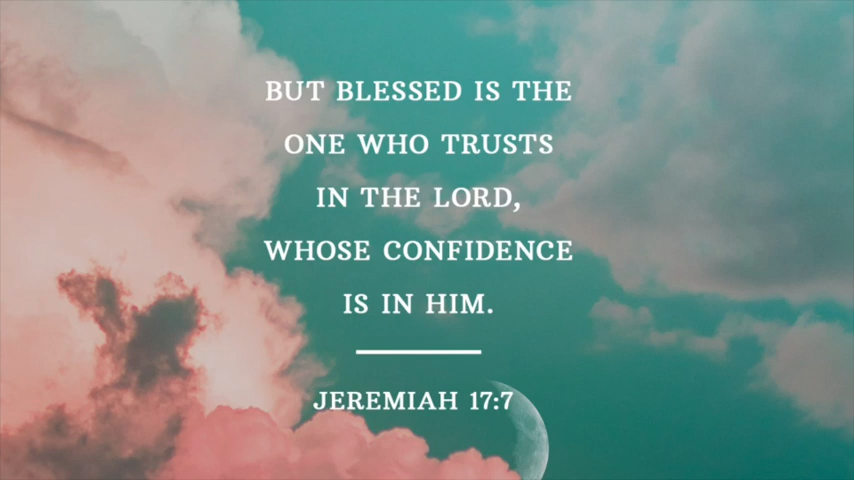 BUT BLESSED IS THE
ONE WHO TRUSTS
IN THE LORD,
WHOSE CONFIDENCE
IS IN HIM.
JEREMIAH 17:7